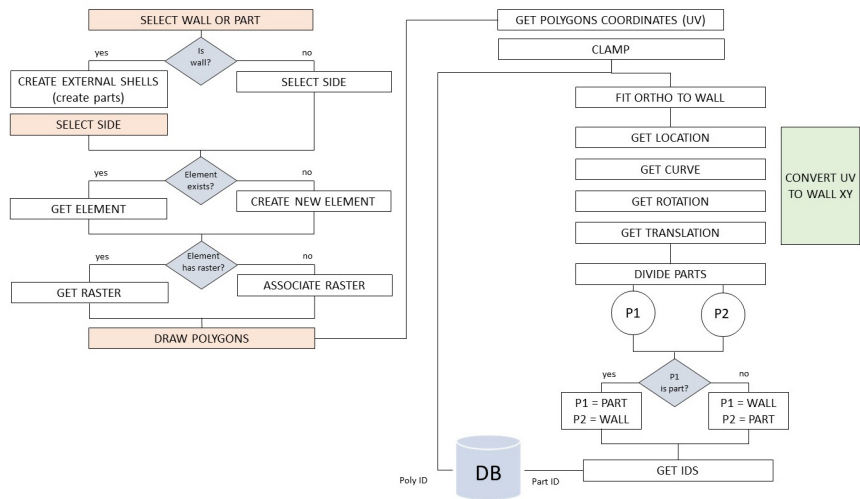 SELECT WALL OR PART
yes
Is
wall?
no
CREATE EXTERNAL SHELLS
(create parts)
SELECT SIDE
SELECT SIDE
yes
Element
exists?
no
GET ELEMENT
CREATE NEW ELEMENT
yes
Element
has raster?
no
GET RASTER
ASSOCIATE RASTER
DRAW POLYGONS
GET POLYGONS COORDINATES (UV)
CLAMP
FIT ORTHO TO WALL
GET LOCATION
GET CURVE
GET ROTATION
GET TRANSLATION
CONVERT UV
TO WALL XY
DIVIDE PARTS
P1
P2
yes
P1
is part?
no
P1 = PART
P2 = WALL
P1 = WALL
P2 = PART
GET IDS
Poly ID
DB
Part ID